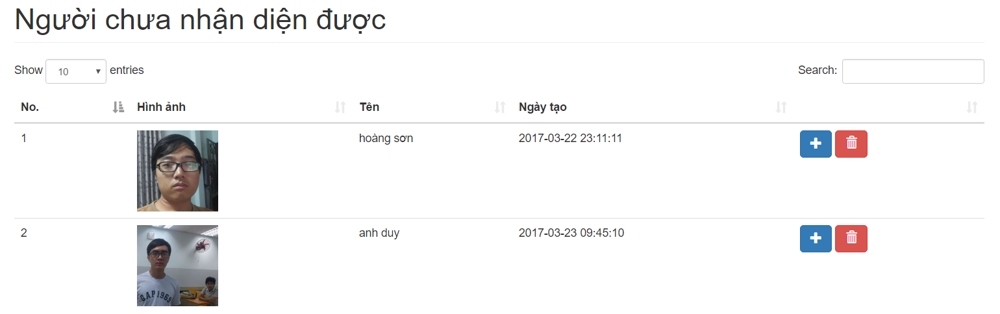 Người chưa nhận diện được
Show 10 entries
Search:
No. Hình ảnh Tên Ngày tạo
1 hoàng sơn 2017-03-22 23:11:11
2 anh duy 2017-03-23 09:45:10
GAP1969